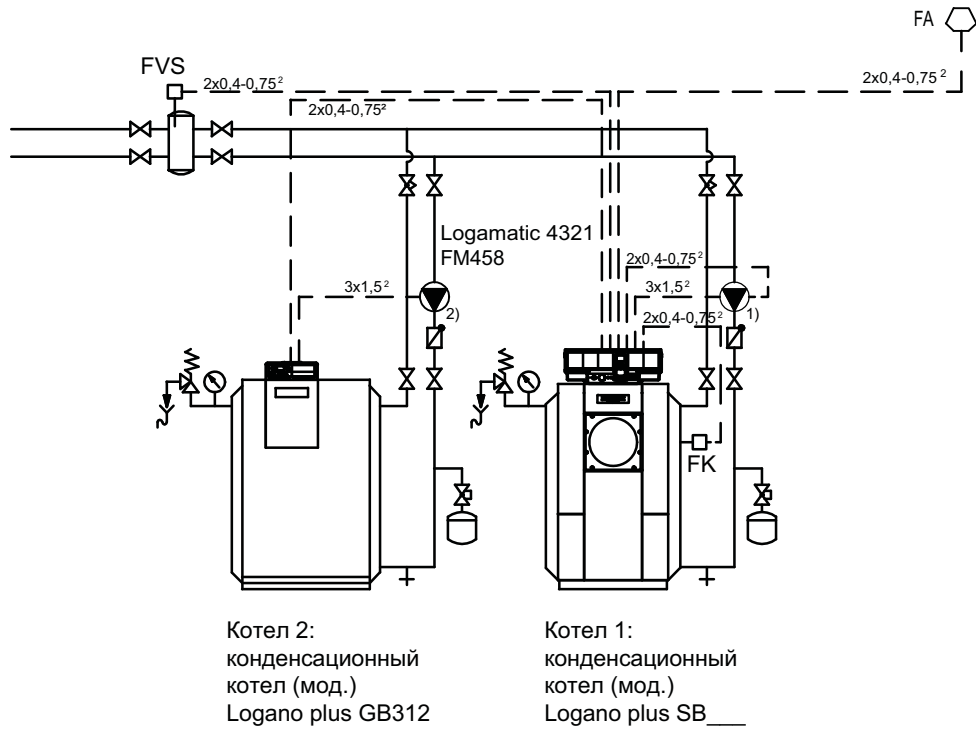 FA
FVS
2x0,4-0,75²
2x0,4-0,75²
2x0,4-0,75²
Logamatic 4321
FM458
2x0,4-0,75²
3x1,5²
3x1,5²
2)
1)
2x0,4-0,75²
FK
Котел 2:
конденсационный
котел (мод.)
Logano plus GB312
Котел 1:
конденсационный
котел (мод.)
Logano plus SB___